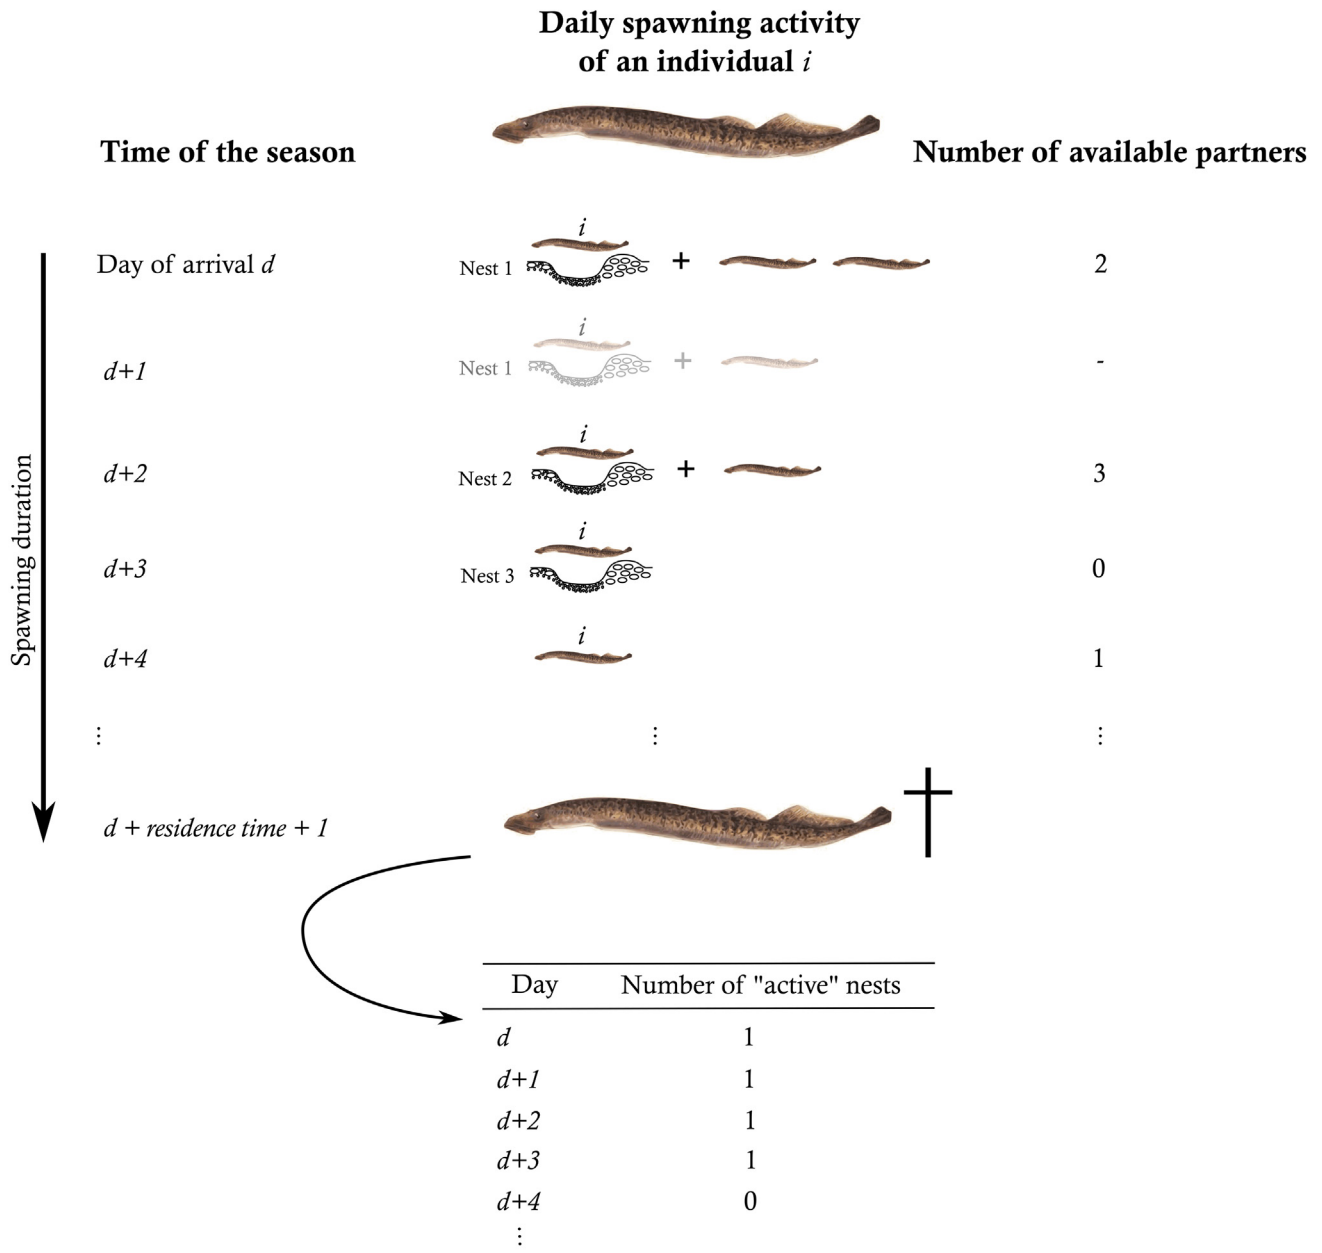 Daily spawning activity
of an individual i
Time of the season
Number of available partners
i
Day of arrival d
Nest 1
+
2
i
d+1
Nest 1
+
-
i
d+2
Nest 2
+
3
i
d+3
Nest 3
0
i
d+4
1
⋮ ⋮ ⋮
Spawning duration
d + residence time + 1
Day Number of "active" nests
d 1
d+1 1
d+2 1
d+3 1
d+4 0
⋮